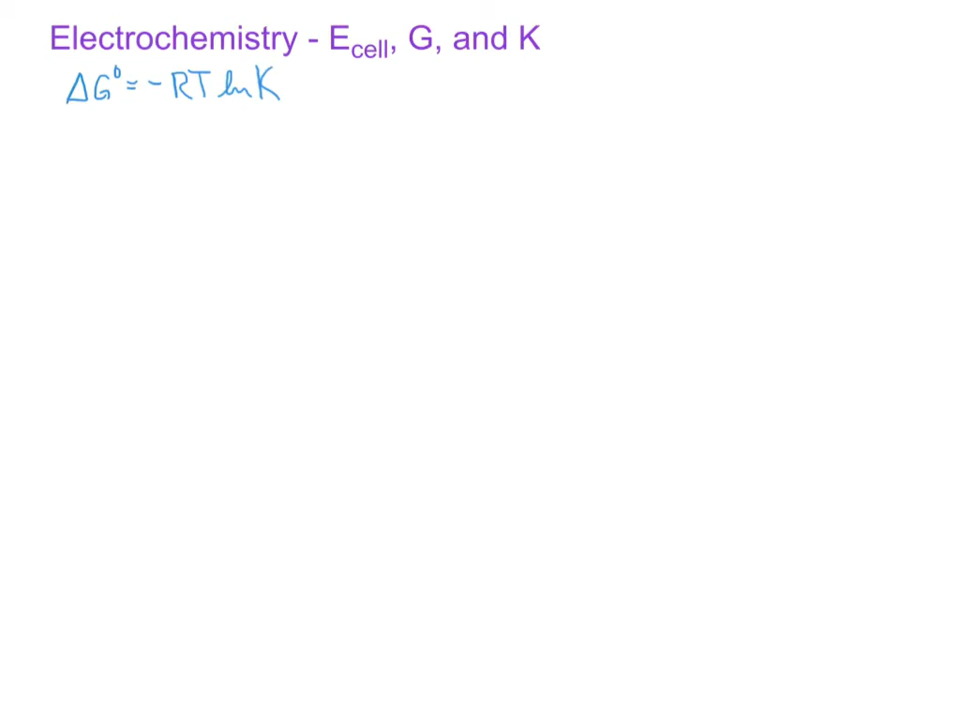 Electrochemistry - Ecell, G, and K
ΔG° = - RT ln K